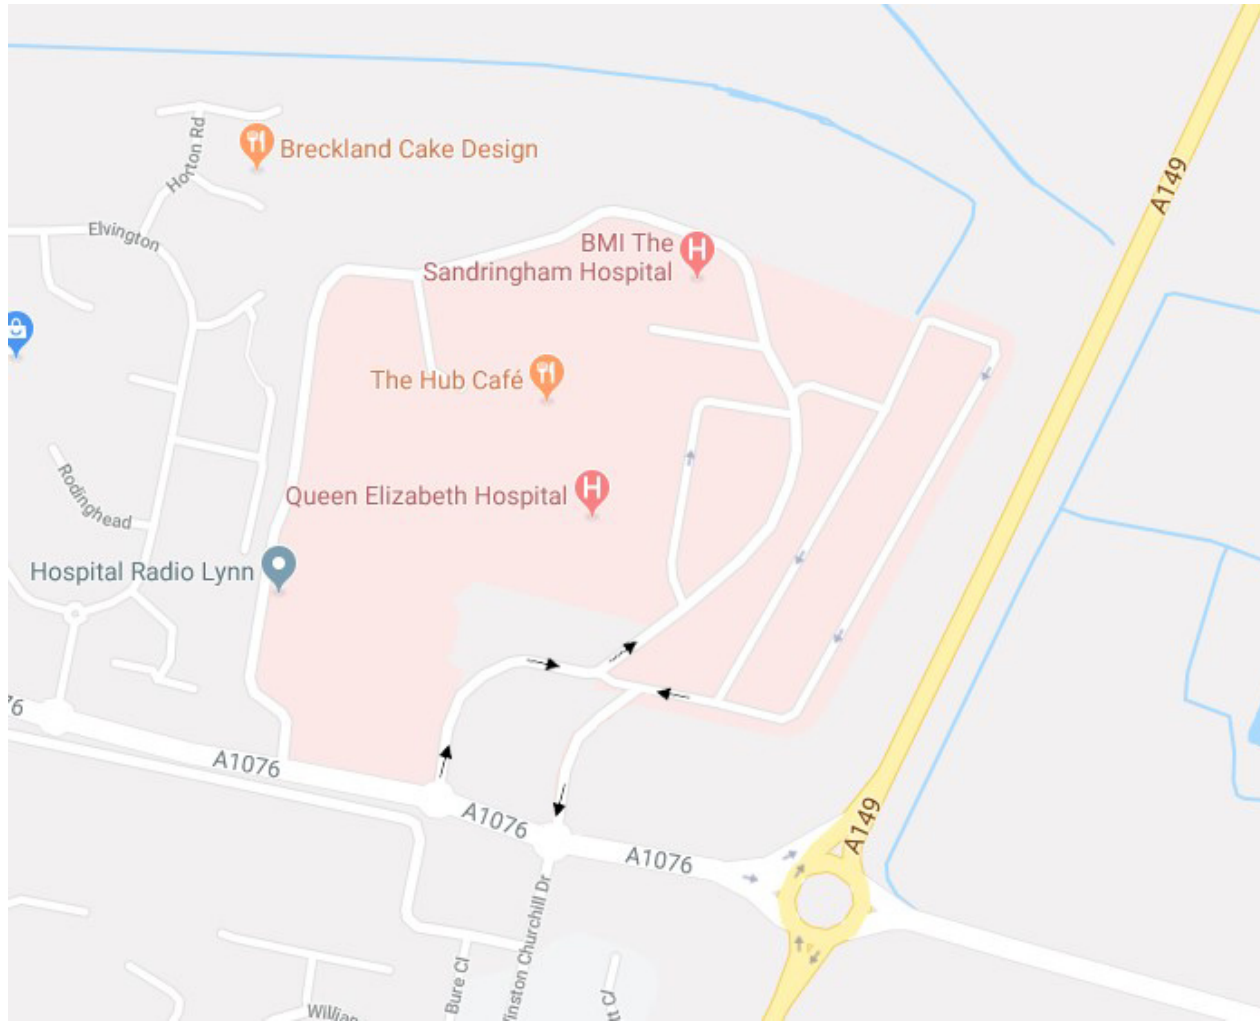 Horton Rd
Breckland Cake Design
A149
Elvington
BMI The
Sandringham Hospital
The Hub Café
Rodinghead
Queen Elizabeth Hospital
Hospital Radio Lynn
76
A1076
A1076
A1076
A149
Bure Cl
Winston Churchill Dr